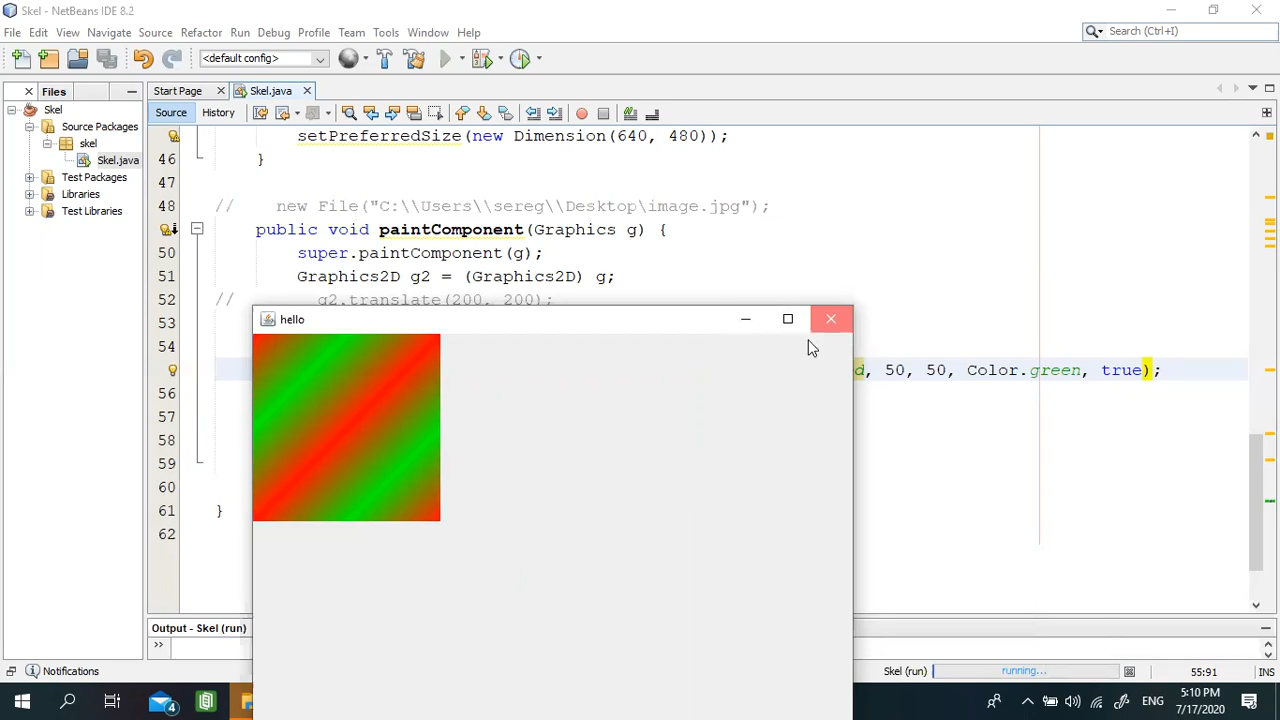 Skel - NetBeans IDE 8.2
File Edit View Navigate Source Refactor Run Debug Profile Team Tools Window Help
Search (Ctrl+I)
<default config>
Files
Start Page
Skel.java
Source History
Skel
Source Packages
skel
Skel.java
Test Packages
Libraries
Test Libraries
setPreferredSize(new Dimension(640, 480));
46 }
47
48 // new File("C:\\Users\\sereg\\Desktop\image.jpg");
public void paintComponent(Graphics g) {
50 super.paintComponent(g);
51 Graphics2D g2 = (Graphics2D) g;
52 // g2.translate(200, 200);
53
54
d, 50, 50, Color.green, true);
56
57
58
59
60
61 }
62
hello
Output - Skel (run)
>>
Notifications
Skel (run) running...
55:91
INS
4
ENG
5:10 PM
7/17/2020